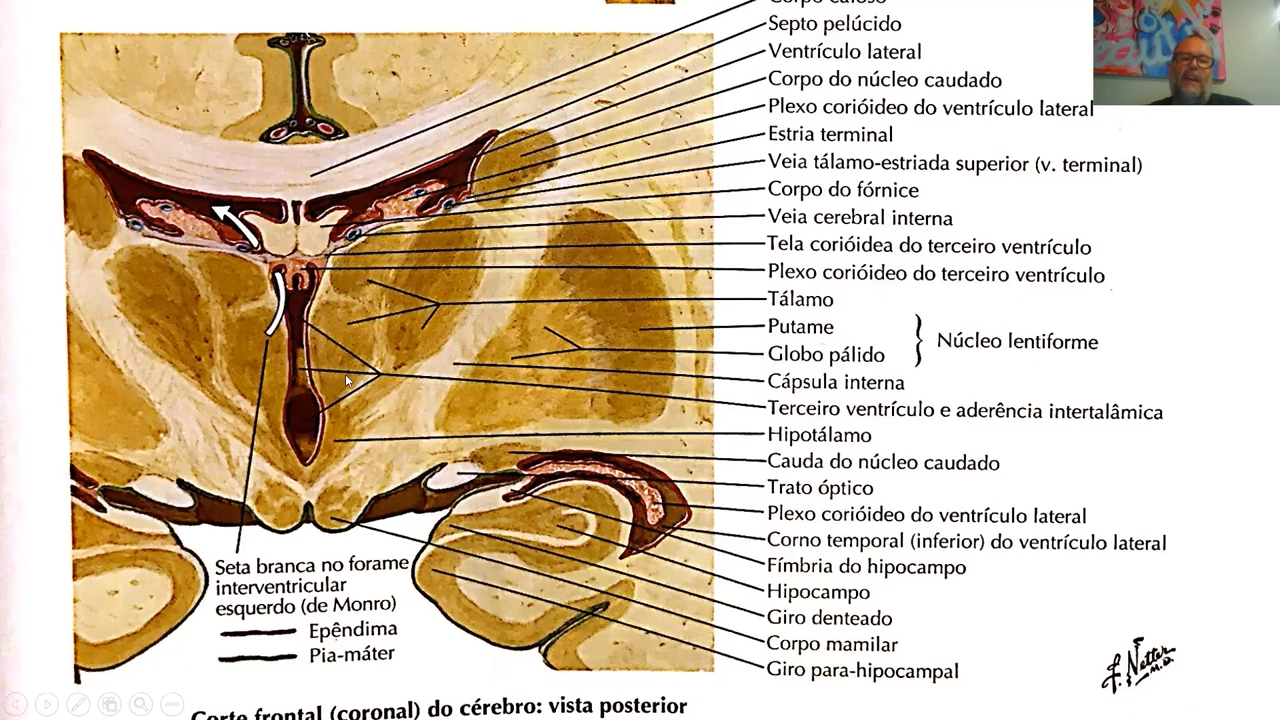 Corpo caloso
Septo pelúcido
Ventrículo lateral
Corpo do núcleo caudado
Plexo corióideo do ventrículo lateral
Estria terminal
Veia tálamo-estriada superior (v. terminal)
Corpo do fórnice
Veia cerebral interna
Tela corióidea do terceiro ventrículo
Plexo corióideo do terceiro ventrículo
Tálamo
Putame
Globo pálido
Núcleo lentiforme
Cápsula interna
Terceiro ventrículo e aderência intertalâmica
Hipotálamo
Cauda do núcleo caudado
Trato óptico
Plexo corióideo do ventrículo lateral
Corno temporal (inferior) do ventrículo lateral
Fímbria do hipocampo
Hipocampo
Giro denteado
Corpo mamilar
Giro para-hipocampal
Seta branca no forame
interventricular
esquerdo (de Monro)
Epêndima
Pia-máter
F. Netter
M.D.
Corte frontal (coronal) do cérebro: vista posterior